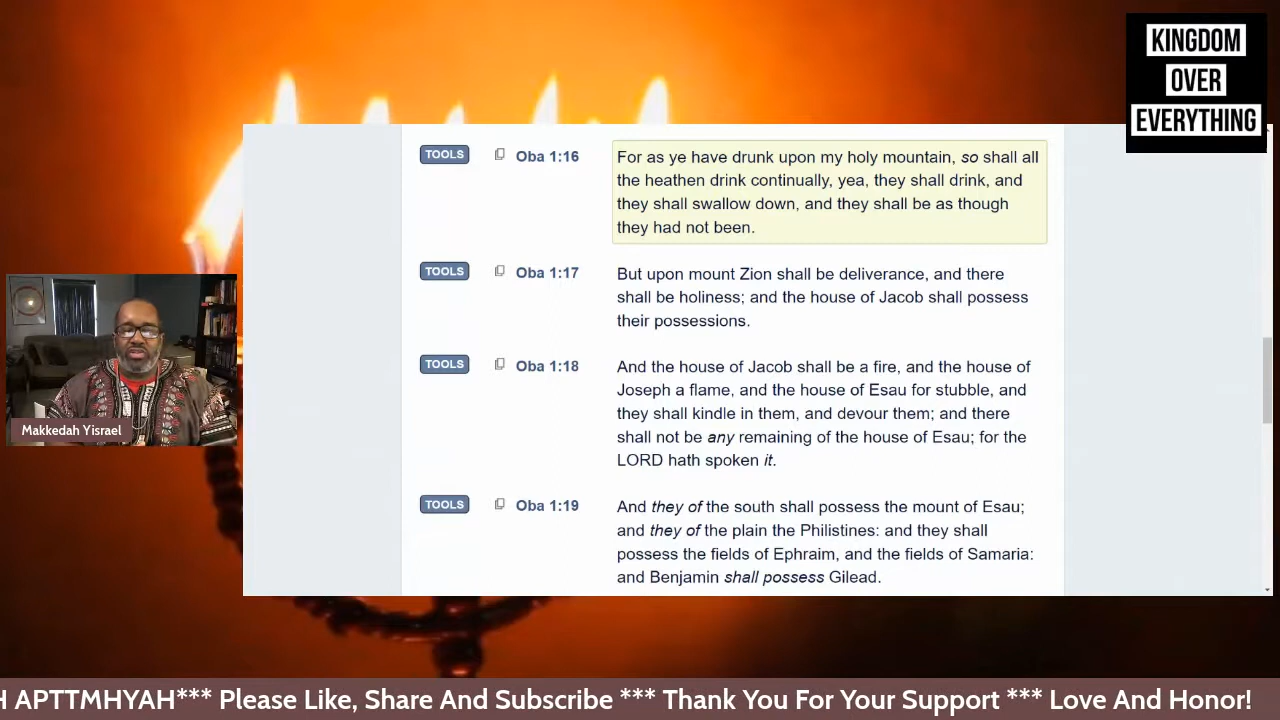 KINGDOM
OVER
EVERYTHING
TOOLS Oba 1:16 For as ye have drunk upon my holy mountain, so shall all
the heathen drink continually, yea, they shall drink, and
they shall swallow down, and they shall be as though
they had not been.
TOOLS Oba 1:17 But upon mount Zion shall be deliverance, and there
shall be holiness; and the house of Jacob shall possess
their possessions.
TOOLS Oba 1:18 And the house of Jacob shall be a fire, and the house of
Joseph a flame, and the house of Esau for stubble, and
they shall kindle in them, and devour them; and there
shall not be any remaining of the house of Esau; for the
LORD hath spoken it.
TOOLS Oba 1:19 And they of the south shall possess the mount of Esau;
and they of the plain the Philistines: and they shall
possess the fields of Ephraim, and the fields of Samaria:
and Benjamin shall possess Gilead.
Makkedah Yisrael
H APTTMHYAH*** Please Like, Share And Subscribe *** Thank You For Your Support *** Love And Honor!